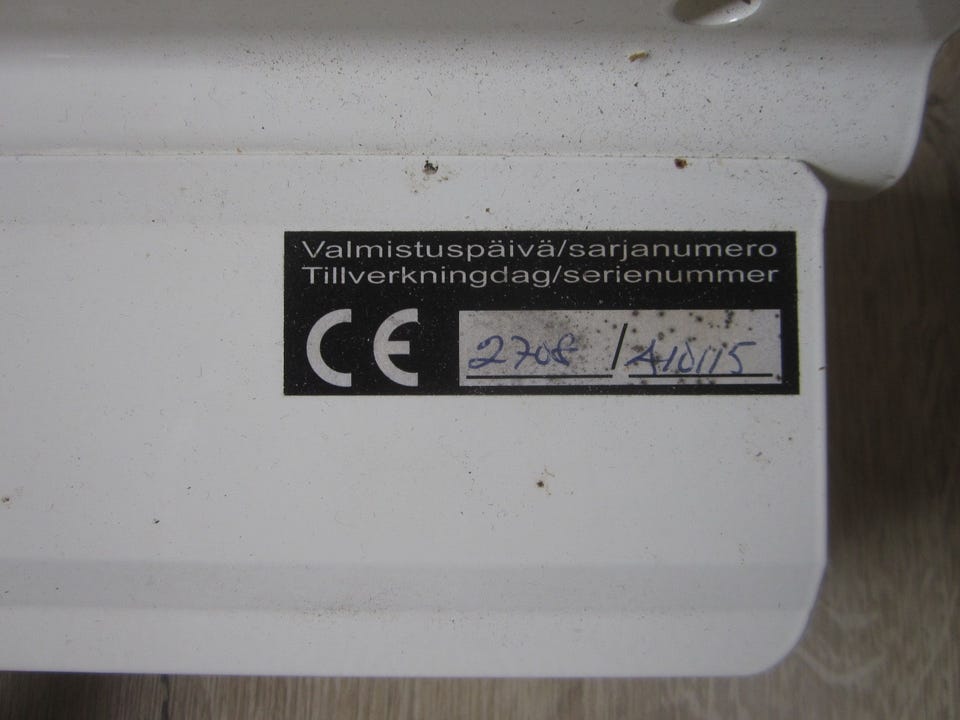 Valmistuspäivä/sarjanumero
Tillverkningdag/serienummer
CE 2708 / 410115